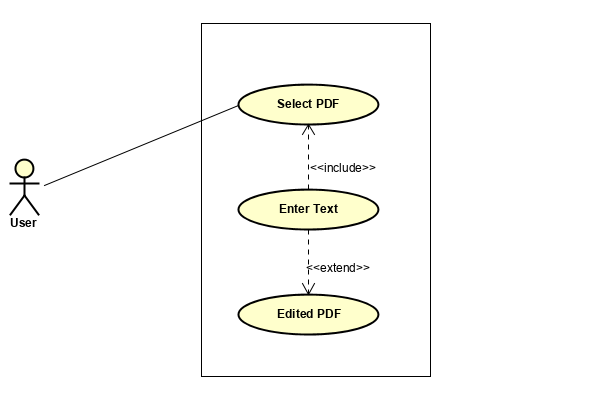 Select PDF
<<include>>
Enter Text
User
<<extend>>
Edited PDF